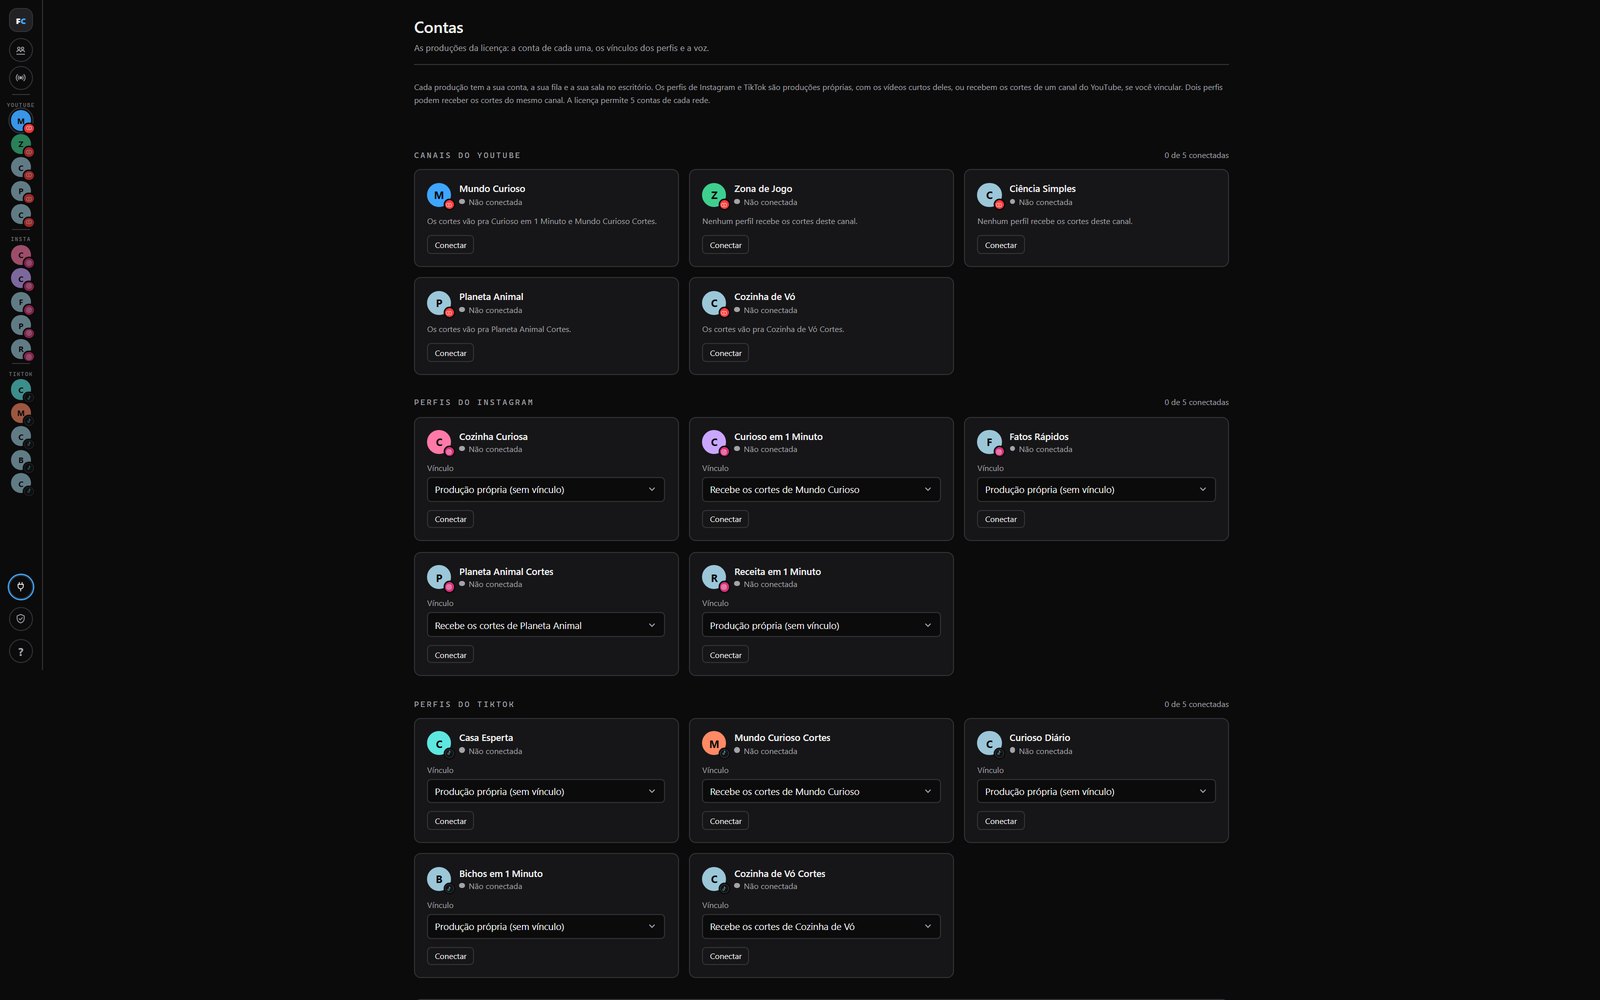 FC
Contas
As produções da licença: a conta de cada uma, os vínculos dos perfis e a voz.
Cada produção tem a sua conta, a sua fila e a sua sala no escritório. Os perfis de Instagram e TikTok são produções próprias, com os vídeos curtos deles, ou recebem os cortes de um canal do YouTube, se você vincular. Dois perfis
podem receber os cortes do mesmo canal. A licença permite 5 contas de cada rede.
YOUTUBE
M
Z
C
P
C
INSTA
C
C
F
P
R
TIKTOK
C
M
C
B
C
?
CANAIS DO YOUTUBE
0 de 5 conectadas
M
Mundo Curioso
Não conectada
Os cortes vão pra Curioso em 1 Minuto e Mundo Curioso Cortes.
Conectar
Z
Zona de Jogo
Não conectada
Nenhum perfil recebe os cortes deste canal.
Conectar
C
Ciência Simples
Não conectada
Nenhum perfil recebe os cortes deste canal.
Conectar
P
Planeta Animal
Não conectada
Os cortes vão pra Planeta Animal Cortes.
Conectar
C
Cozinha de Vó
Não conectada
Os cortes vão pra Cozinha de Vó Cortes.
Conectar
PERFIS DO INSTAGRAM
0 de 5 conectadas
C
Cozinha Curiosa
Não conectada
Vínculo
Produção própria (sem vínculo)
Conectar
C
Curioso em 1 Minuto
Não conectada
Vínculo
Recebe os cortes de Mundo Curioso
Conectar
F
Fatos Rápidos
Não conectada
Vínculo
Produção própria (sem vínculo)
Conectar
P
Planeta Animal Cortes
Não conectada
Vínculo
Recebe os cortes de Planeta Animal
Conectar
R
Receita em 1 Minuto
Não conectada
Vínculo
Produção própria (sem vínculo)
Conectar
PERFIS DO TIKTOK
0 de 5 conectadas
C
Casa Esperta
Não conectada
Vínculo
Produção própria (sem vínculo)
Conectar
M
Mundo Curioso Cortes
Não conectada
Vínculo
Recebe os cortes de Mundo Curioso
Conectar
C
Curioso Diário
Não conectada
Vínculo
Produção própria (sem vínculo)
Conectar
B
Bichos em 1 Minuto
Não conectada
Vínculo
Produção própria (sem vínculo)
Conectar
C
Cozinha de Vó Cortes
Não conectada
Vínculo
Recebe os cortes de Cozinha de Vó
Conectar